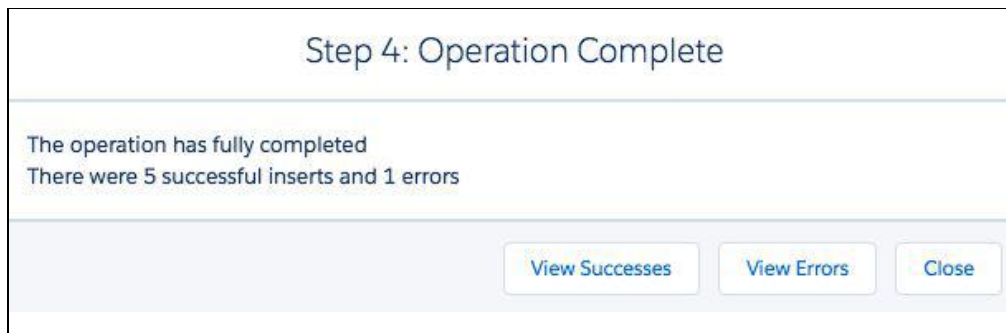 Step 4: Operation Complete
The operation has fully completed
There were 5 successful inserts and 1 errors
View Successes
View Errors
Close